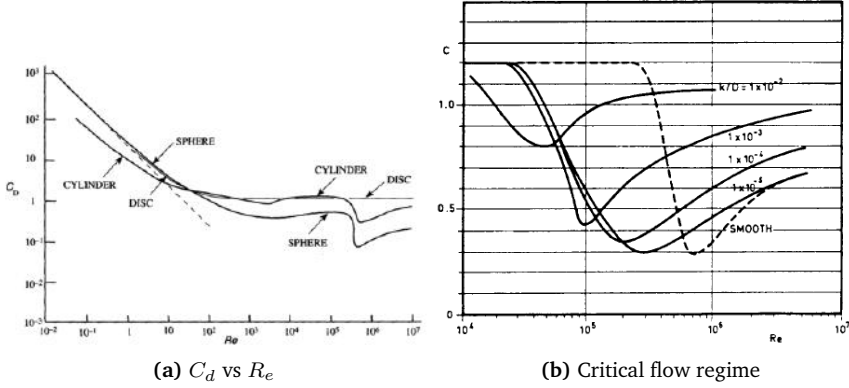 10³
10²
10
1
10⁻¹
10⁻²
10⁻³
C_D
SPHERE
CYLINDER
DISC
CYLINDER
DISC
SPHERE
10⁻² 10⁻¹ 1 10 10² 10³ 10⁴ 10⁵ 10⁶ 10⁷
Re
(a) C_d vs R_e
C
1.0
0.5
0
k/D = 1 x 10⁻²
1 x 10⁻³
1 x 10⁻⁴
1 x 10⁻⁵
SMOOTH
10⁴ 10⁵ 10⁶ 10⁷
Re
(b) Critical flow regime